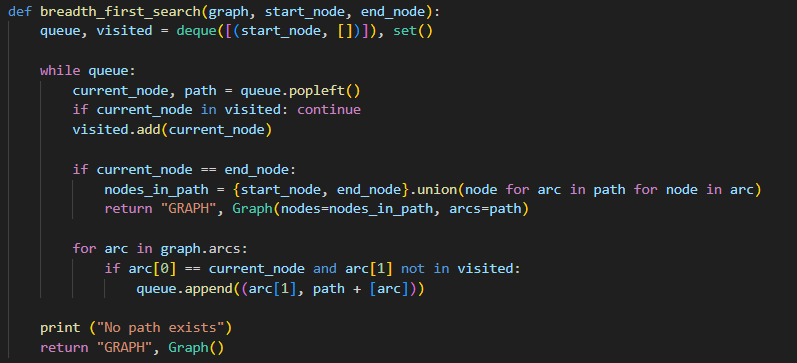 def breadth_first_search(graph, start_node, end_node):
    queue, visited = deque([(start_node, [])]), set()

    while queue:
        current_node, path = queue.popleft()
        if current_node in visited: continue
        visited.add(current_node)

        if current_node == end_node:
            nodes_in_path = {start_node, end_node}.union(node for arc in path for node in arc)
            return "GRAPH", Graph(nodes=nodes_in_path, arcs=path)

        for arc in graph.arcs:
            if arc[0] == current_node and arc[1] not in visited:
                queue.append((arc[1], path + [arc]))

    print ("No path exists")
    return "GRAPH", Graph()